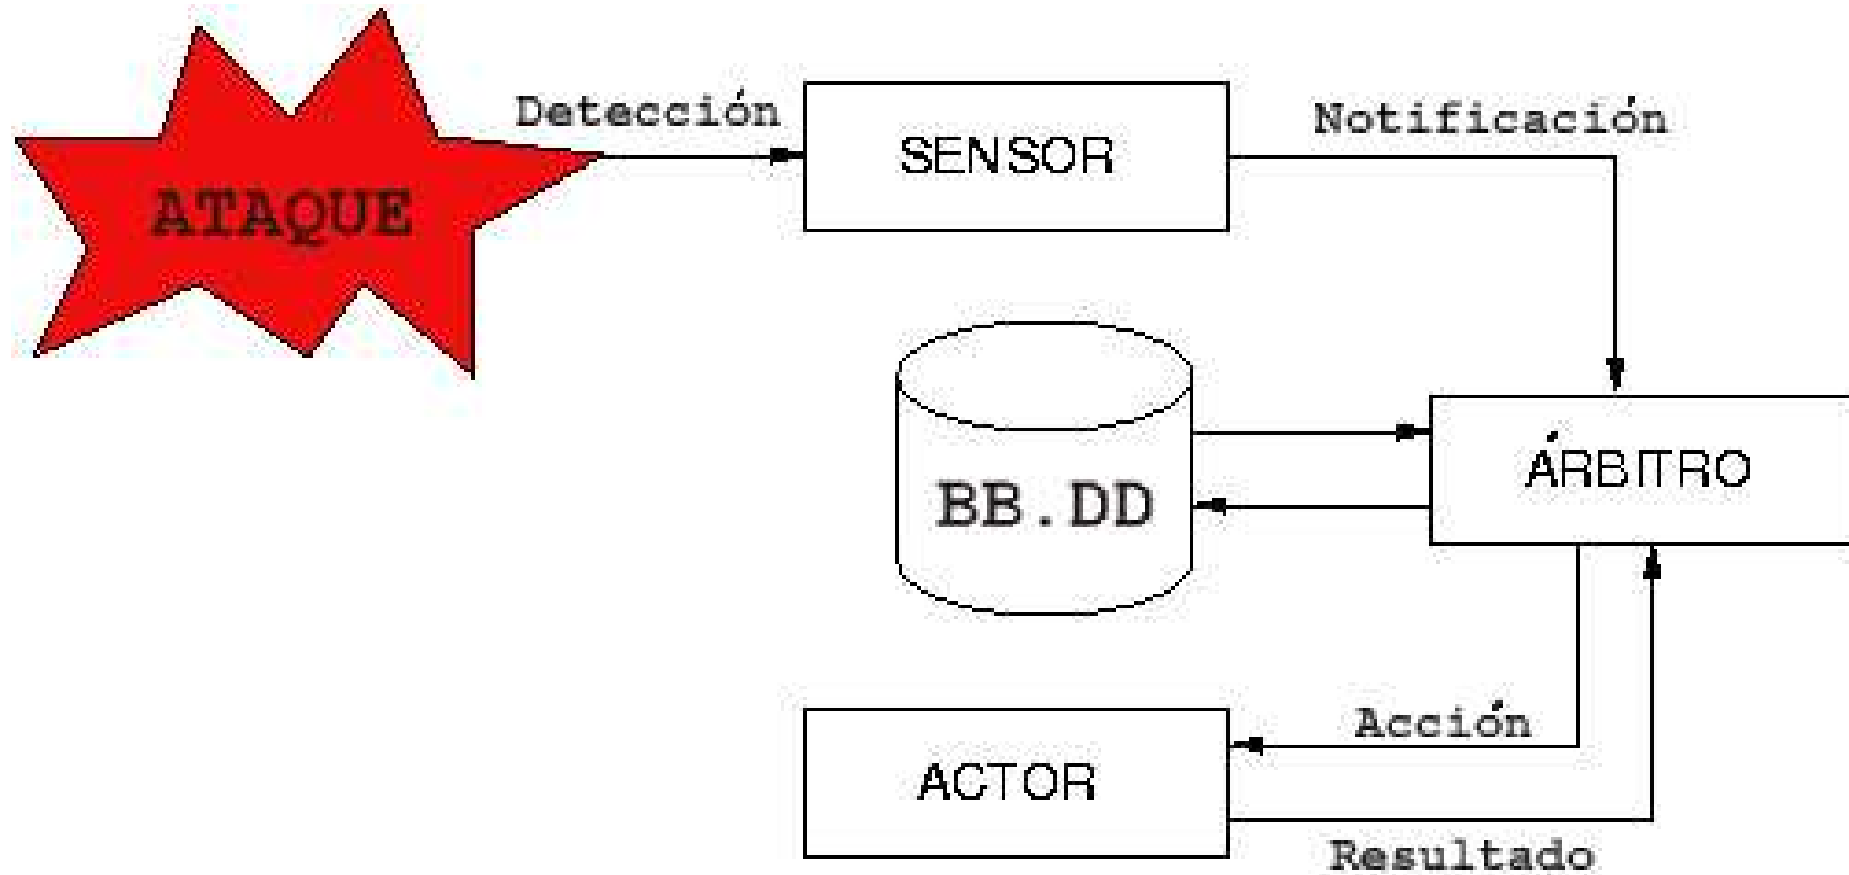 Detección
Notificación
SENSOR
ATAQUE
ÁRBITRO
BB.DD
Acción
ACTOR
Resultado